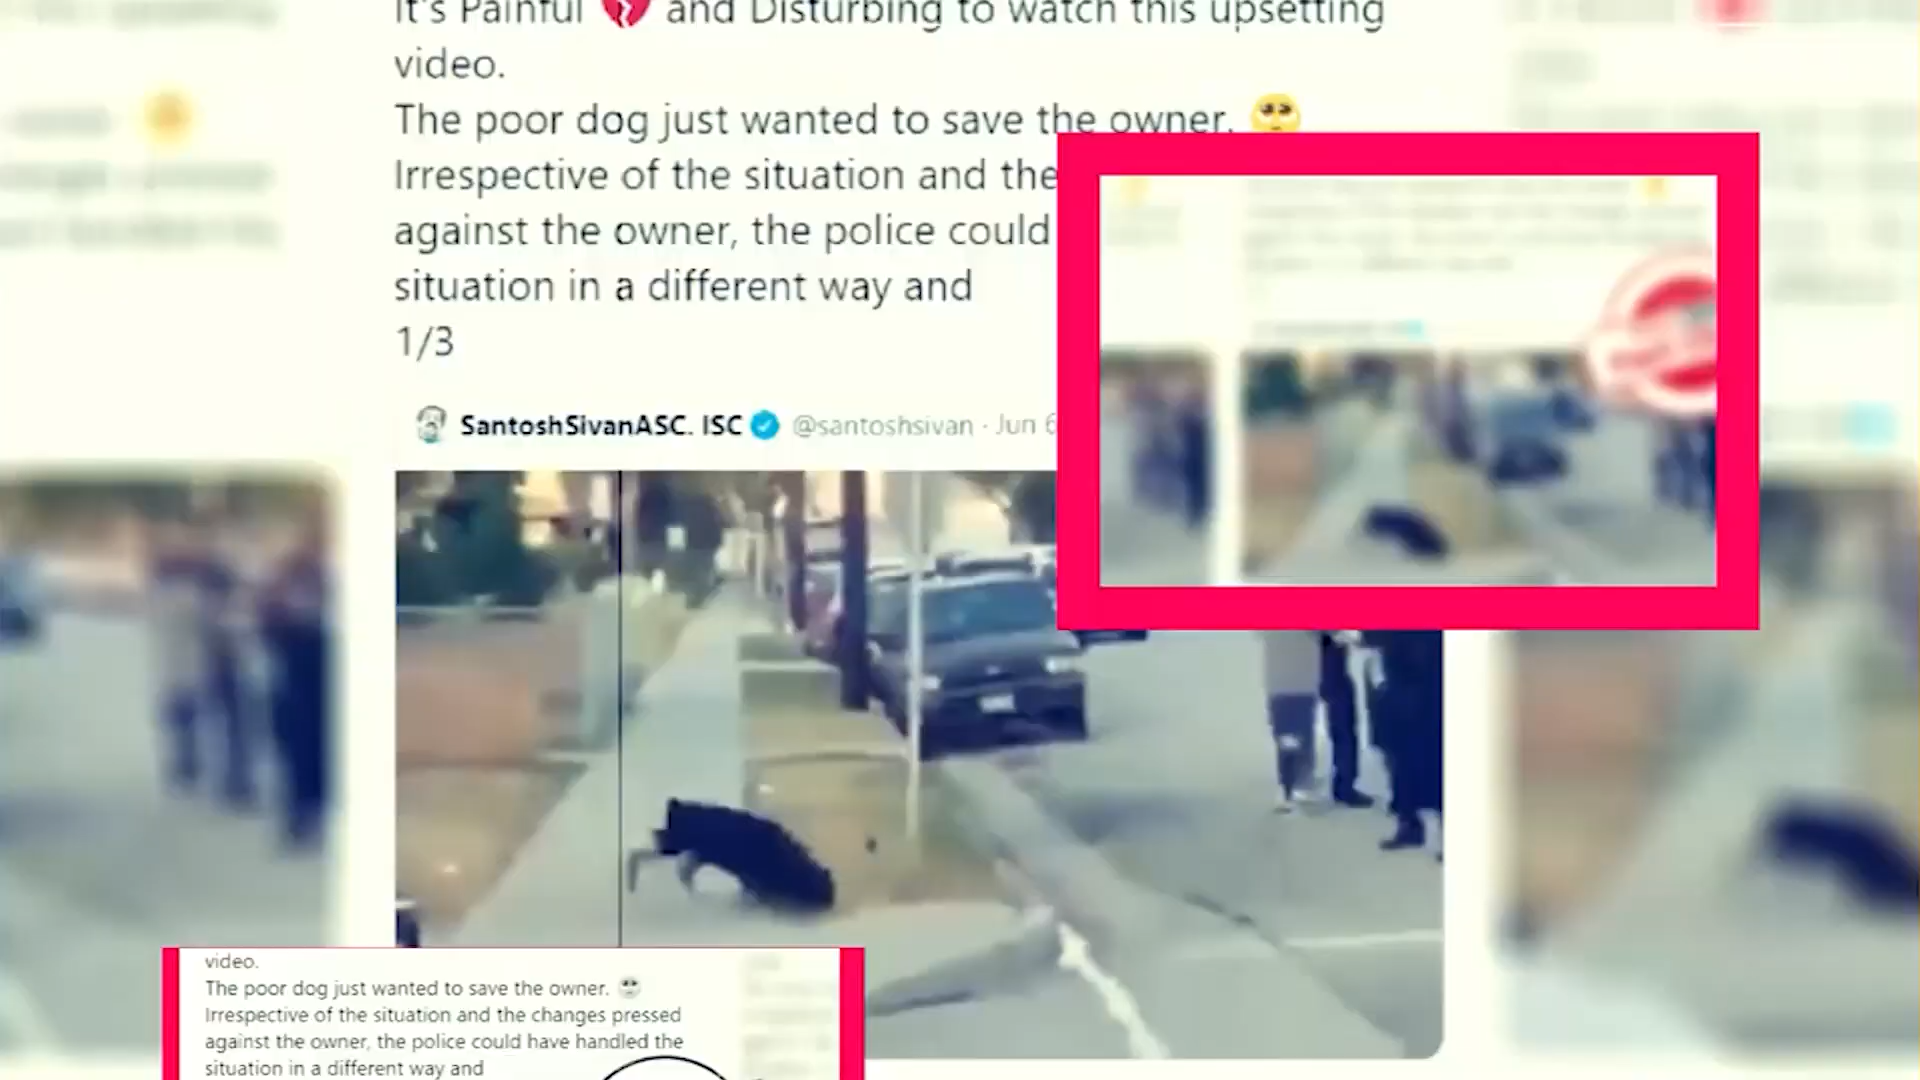 It's Painful 💔 and Disturbing to watch this upsetting
video.
The poor dog just wanted to save the owner. 🥺
Irrespective of the situation and the
against the owner, the police could
situation in a different way and
1/3
SantoshSivanASC. ISC @santoshsivan · Jun 6
video.
The poor dog just wanted to save the owner. 🥺
Irrespective of the situation and the changes pressed
against the owner, the police could have handled the
situation in a different way and